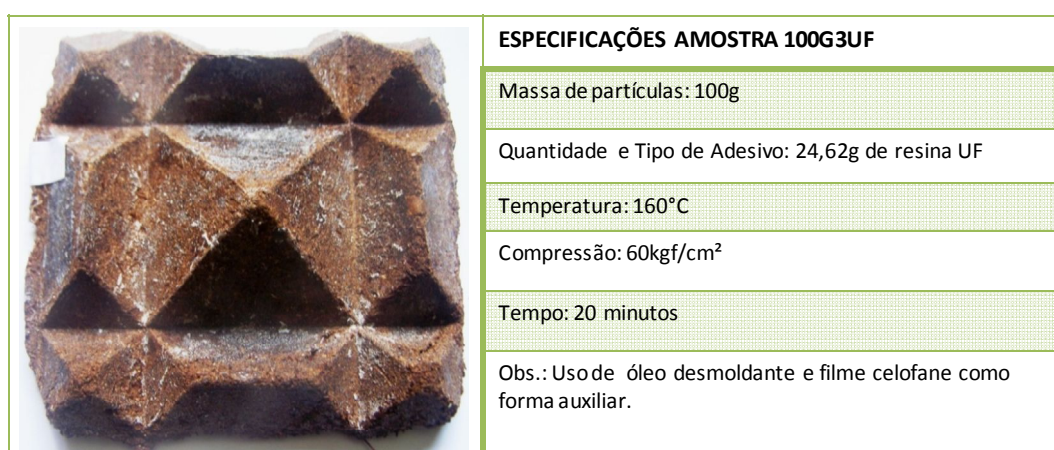 ESPECIFICAÇÕES AMOSTRA 100G3UF
Massa de partículas: 100g
Quantidade e Tipo de Adesivo: 24,62g de resina UF
Temperatura: 160°C
Compressão: 60kgf/cm²
Tempo: 20 minutos
Obs.: Uso de óleo desmoldante e filme celofane como
forma auxiliar.